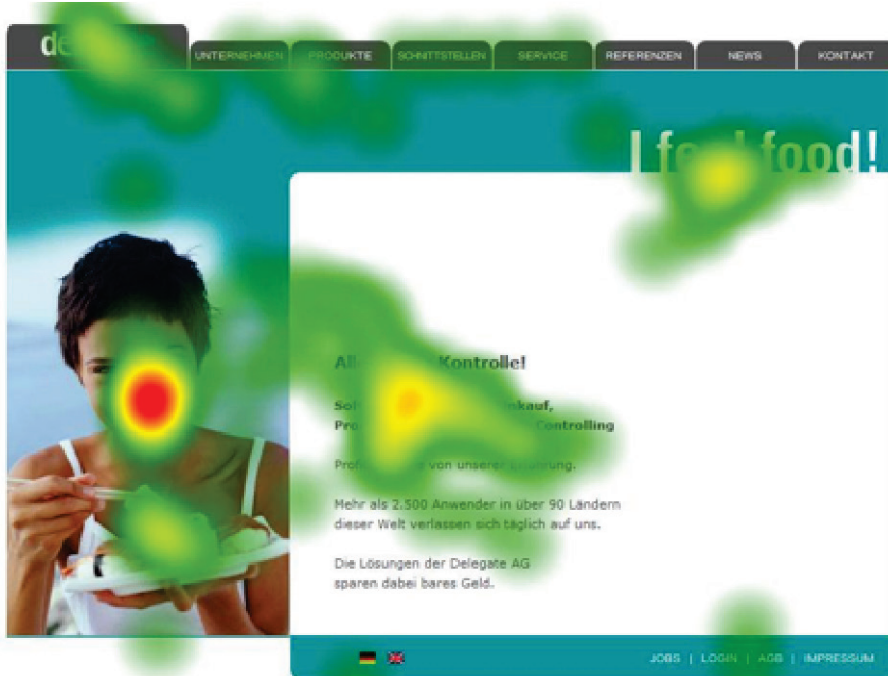 UNTERNEHMEN PRODUKTE SCHNITTSTELLEN SERVICE REFERENZEN NEWS KONTAKT
I food!
Kontrolle!
Controlling
von unserer
Mehr als 2.500 Anwender in über 90 Ländern
dieser Welt verlassen sich täglich auf uns.
Die Lösungen der Delegate AG
sparen dabei bares Geld.
JOBS | LOGIN | AGB | IMPRESSUM |